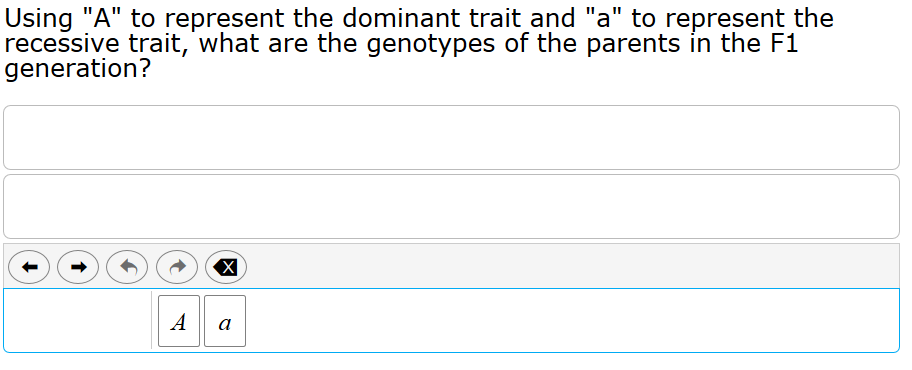 Using "A" to represent the dominant trait and "a" to represent the
recessive trait, what are the genotypes of the parents in the F1
generation?
X
A a